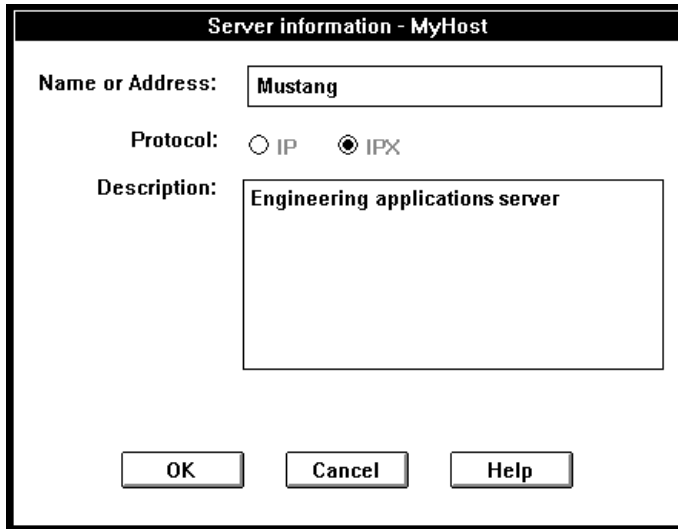 Server information - MyHost
Name or Address: Mustang
Protocol: IP IPX
Description: Engineering applications server
OK Cancel Help